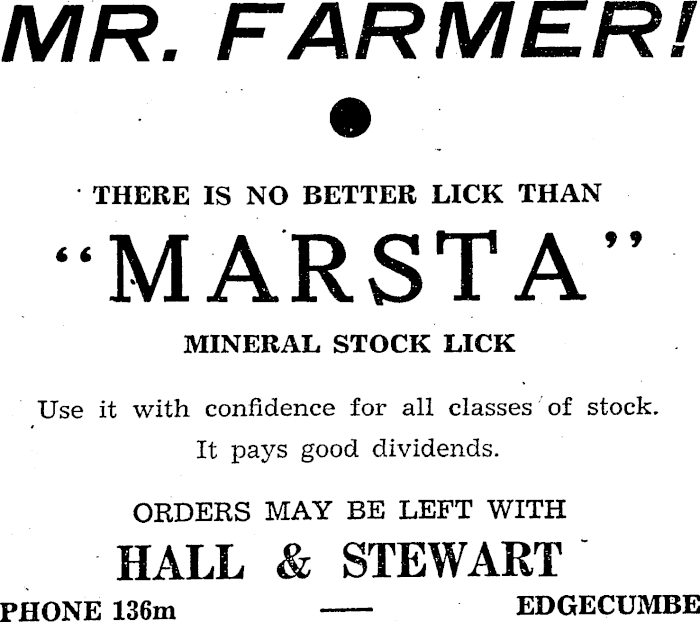 MR. FARMER!
THERE IS NO BETTER LICK THAN
“MARSTA”
MINERAL STOCK LICK
Use it with confidence for all classes of stock.
It pays good dividends.
ORDERS MAY BE LEFT WITH
HALL & STEWART
PHONE 136m — EDGECUMBE